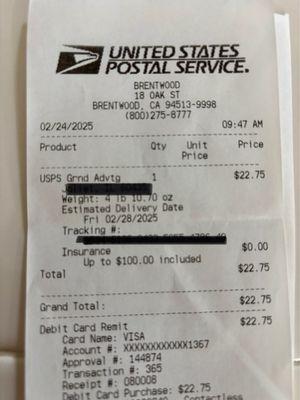 UNITED STATES
POSTAL SERVICE.
BRENTWOOD
18 OAK ST
BRENTWOOD, CA 94513-9998
(800)275-8777
02/24/2025 09:47 AM
Product Qty Unit Price
Price
USPS Grnd Advtg 1 $22.75
Weight: 4 lb 10.70 oz
Estimated Delivery Date
Fri 02/28/2025
Tracking #:
Insurance $0.00
Up to $100.00 included
Total $22.75
Grand Total: $22.75
Debit Card Remit $22.75
Card Name: VISA
Account #: XXXXXXXXXXXX1367
Approval #: 144874
Transaction #: 365
Receipt #: 080008
Debit Card Purchase: $22.75
Contactless